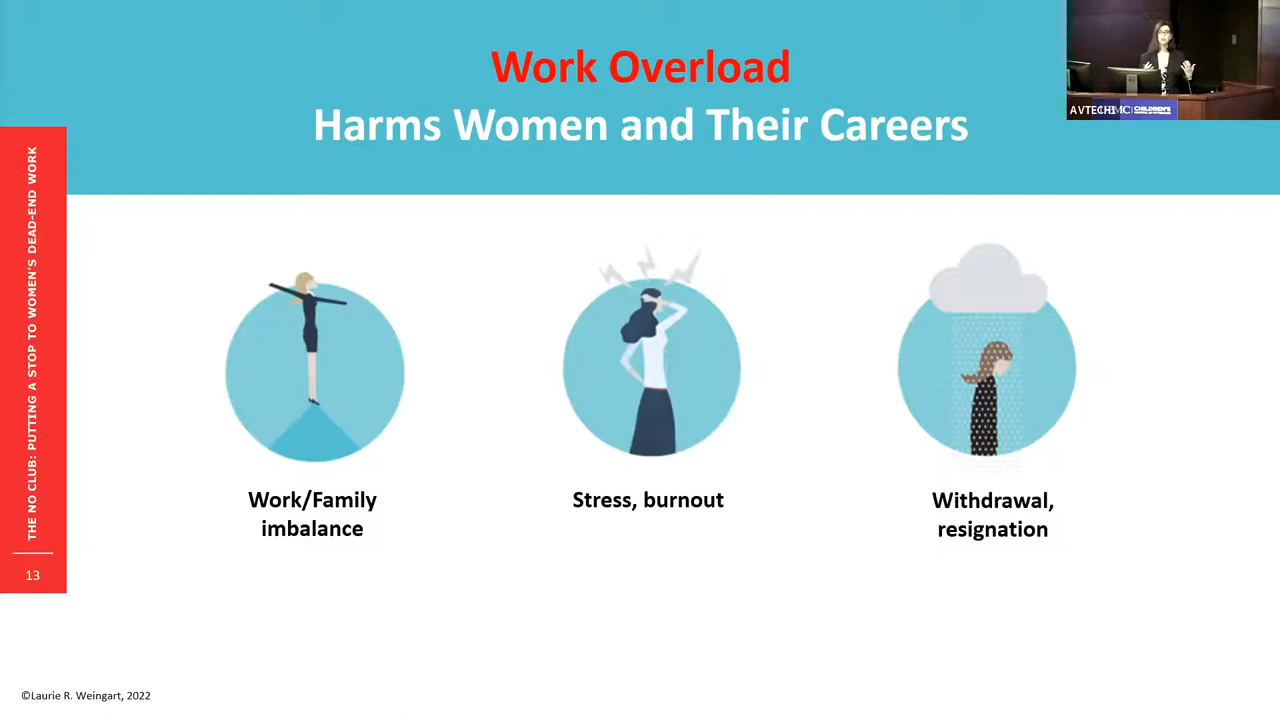 Work Overload
Harms Women and Their Careers
THE NO CLUB: PUTTING A STOP TO WOMEN'S DEAD-END WORK
13
Work/Family
imbalance
Stress, burnout
Withdrawal,
resignation
©Laurie R. Weingart, 2022
CHILDREN'S